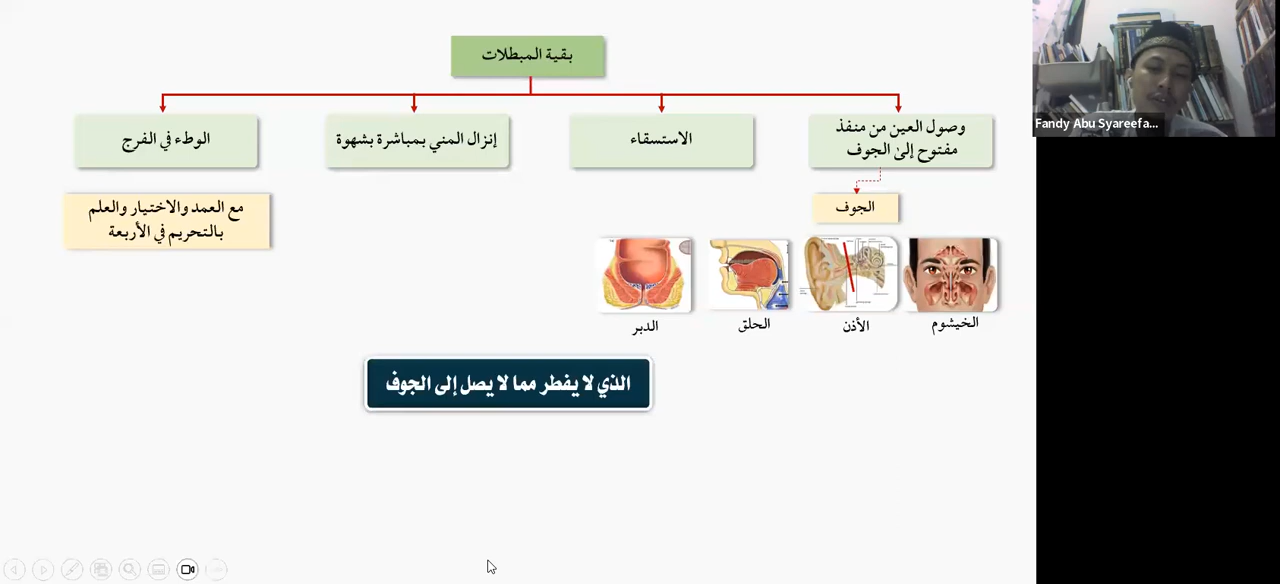 بقية المبطلات
وصول العين من منفذ
مفتوح إلىٰ الجوف
الاستسقاء
إنزال المني بمباشرة بشهوة
الوطء في الفرج
الجوف
مع العمد والاختيار والعلم
بالتحريم في الأربعة
الخيشوم
الأذن
الحلق
الدبر
الذي لا يفطر مما لا يصل إلى الجوف
Fandy Abu Syareefa...